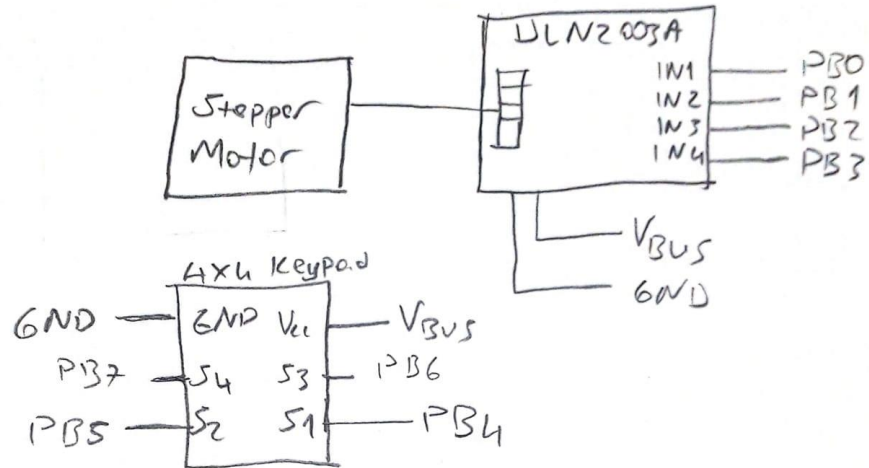 ULN2003A
IN1 PB0
IN2 PB1
IN3 PB2
IN4 PB3
Stepper
Motor
VBUS
GND
4x4 Keypad
GND GND Vcc VBUS
PB7 S4 S3 PB6
PB5 S2 S1 PB4